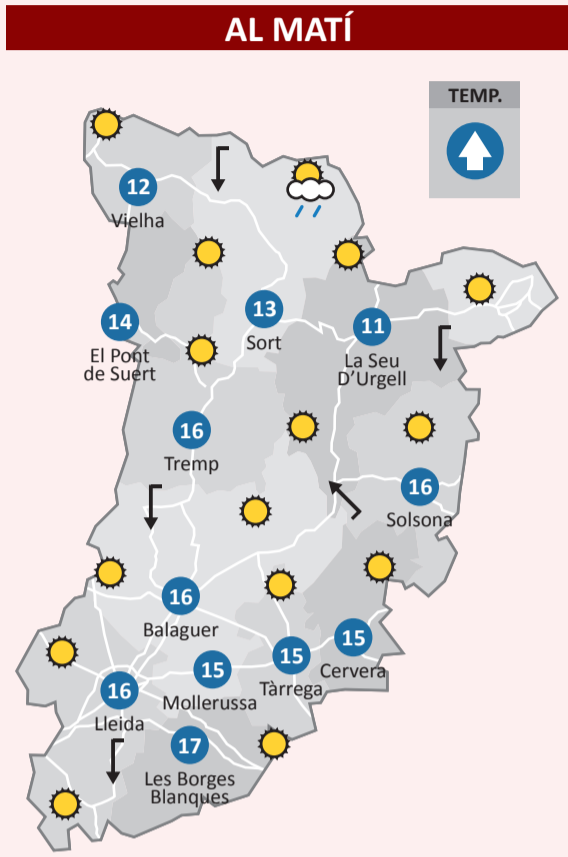 AL MATÍ
TEMP.
12
Vielha
13
Sort
14
El Pont
de Suert
11
La Seu
D'Urgell
16
Tremp
16
Solsona
16
Balaguer
15
Mollerussa
15
Tàrrega
15
Cervera
16
Lleida
17
Les Borges
Blanques